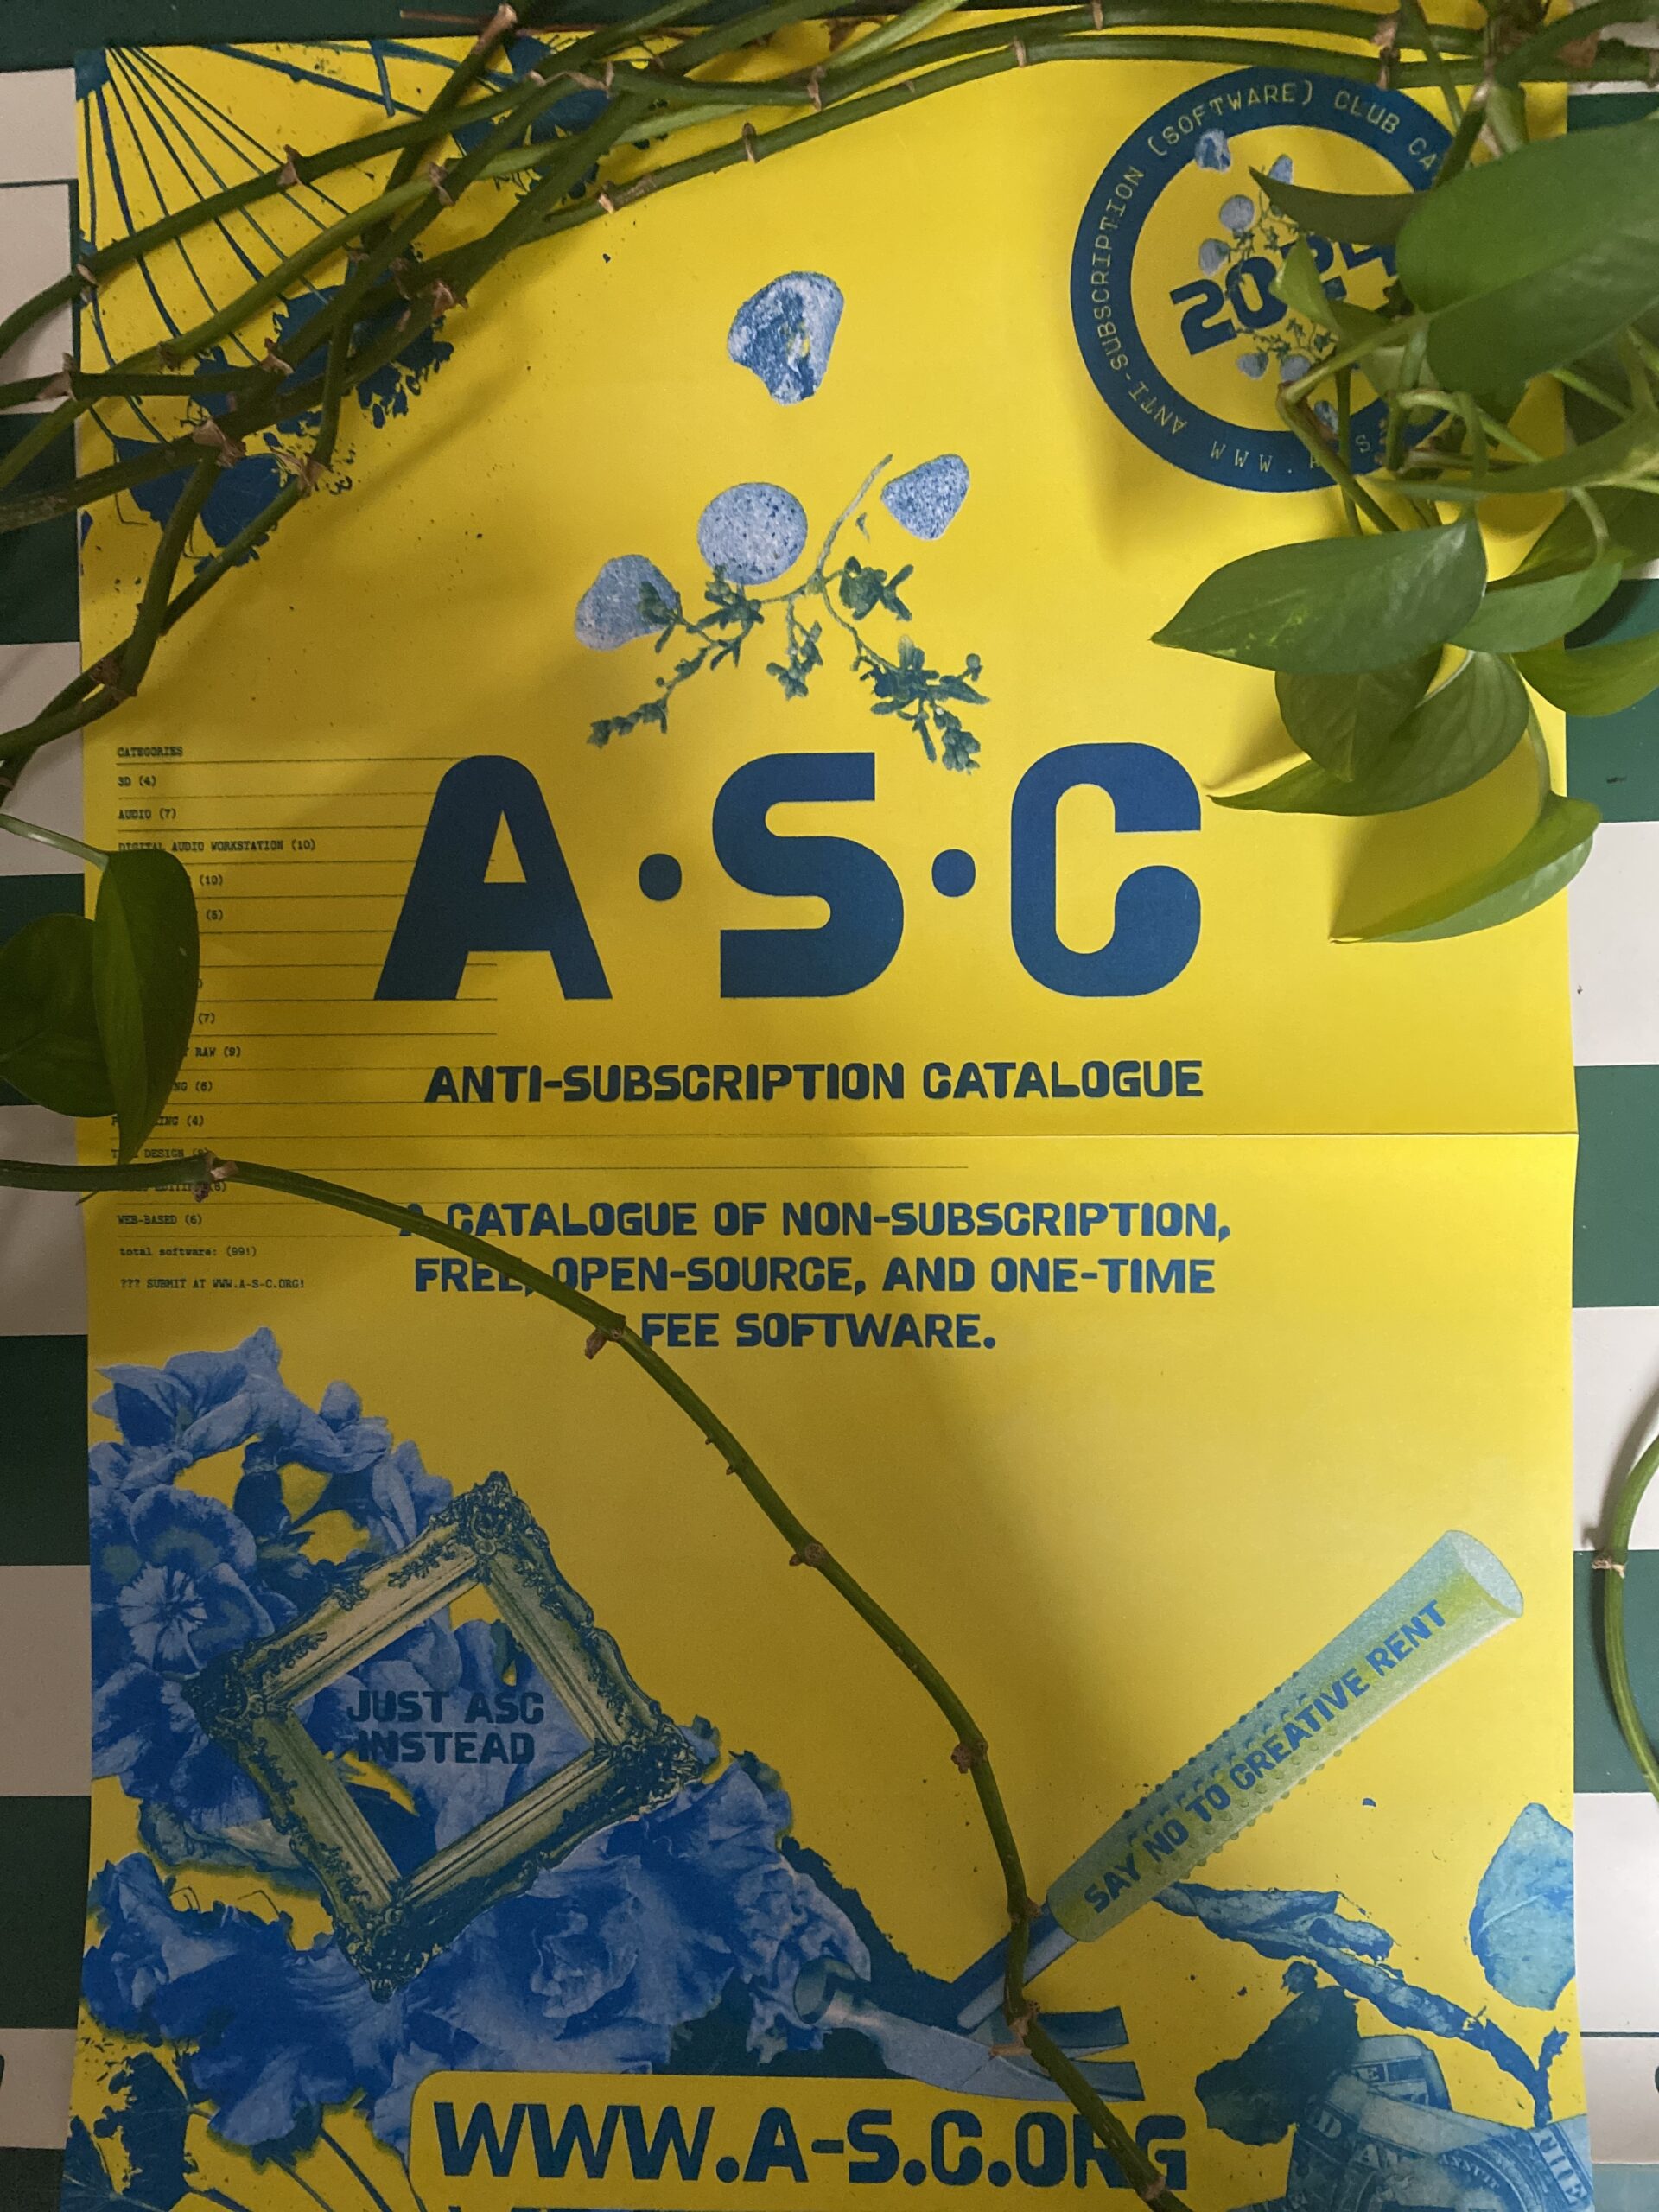 ANTI-SUBSCRIPTION (SOFTWARE) CLUB
WWW.
CATEGORIES
3D (4)
AUDIO (7)
DIGITAL AUDIO WORKSTATION (10)
(10)
(5)
(7)
RAW (9)
(6)
(4)
DESIGN
WEB-BASED (6)
total software: (99!)
??? SUBMIT AT WWW.A-S-C.ORG!
A·S·C
ANTI-SUBSCRIPTION CATALOGUE
A CATALOGUE OF NON-SUBSCRIPTION,
FREE, OPEN-SOURCE, AND ONE-TIME
FEE SOFTWARE.
JUST ASC
INSTEAD
SAY NO TO CREATIVE RENT
WWW.A-S.C.ORG